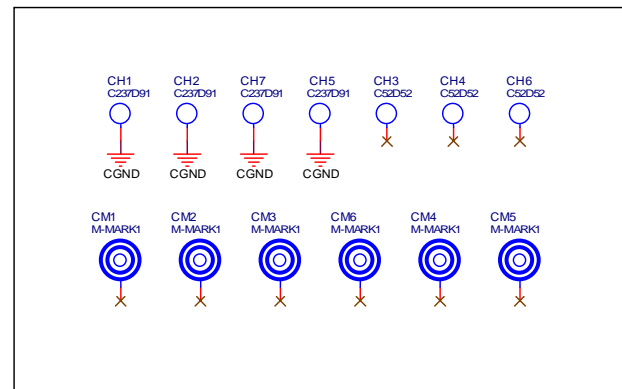 CH1 CH2 CH7 CH5 CH3 CH4 CH6
C237D91 C237D91 C237D91 C237D91 C52D52 C52D52 C52D52
CGND CGND CGND CGND
CM1 CM2 CM3 CM6 CM4 CM5
M-MARK1 M-MARK1 M-MARK1 M-MARK1 M-MARK1 M-MARK1